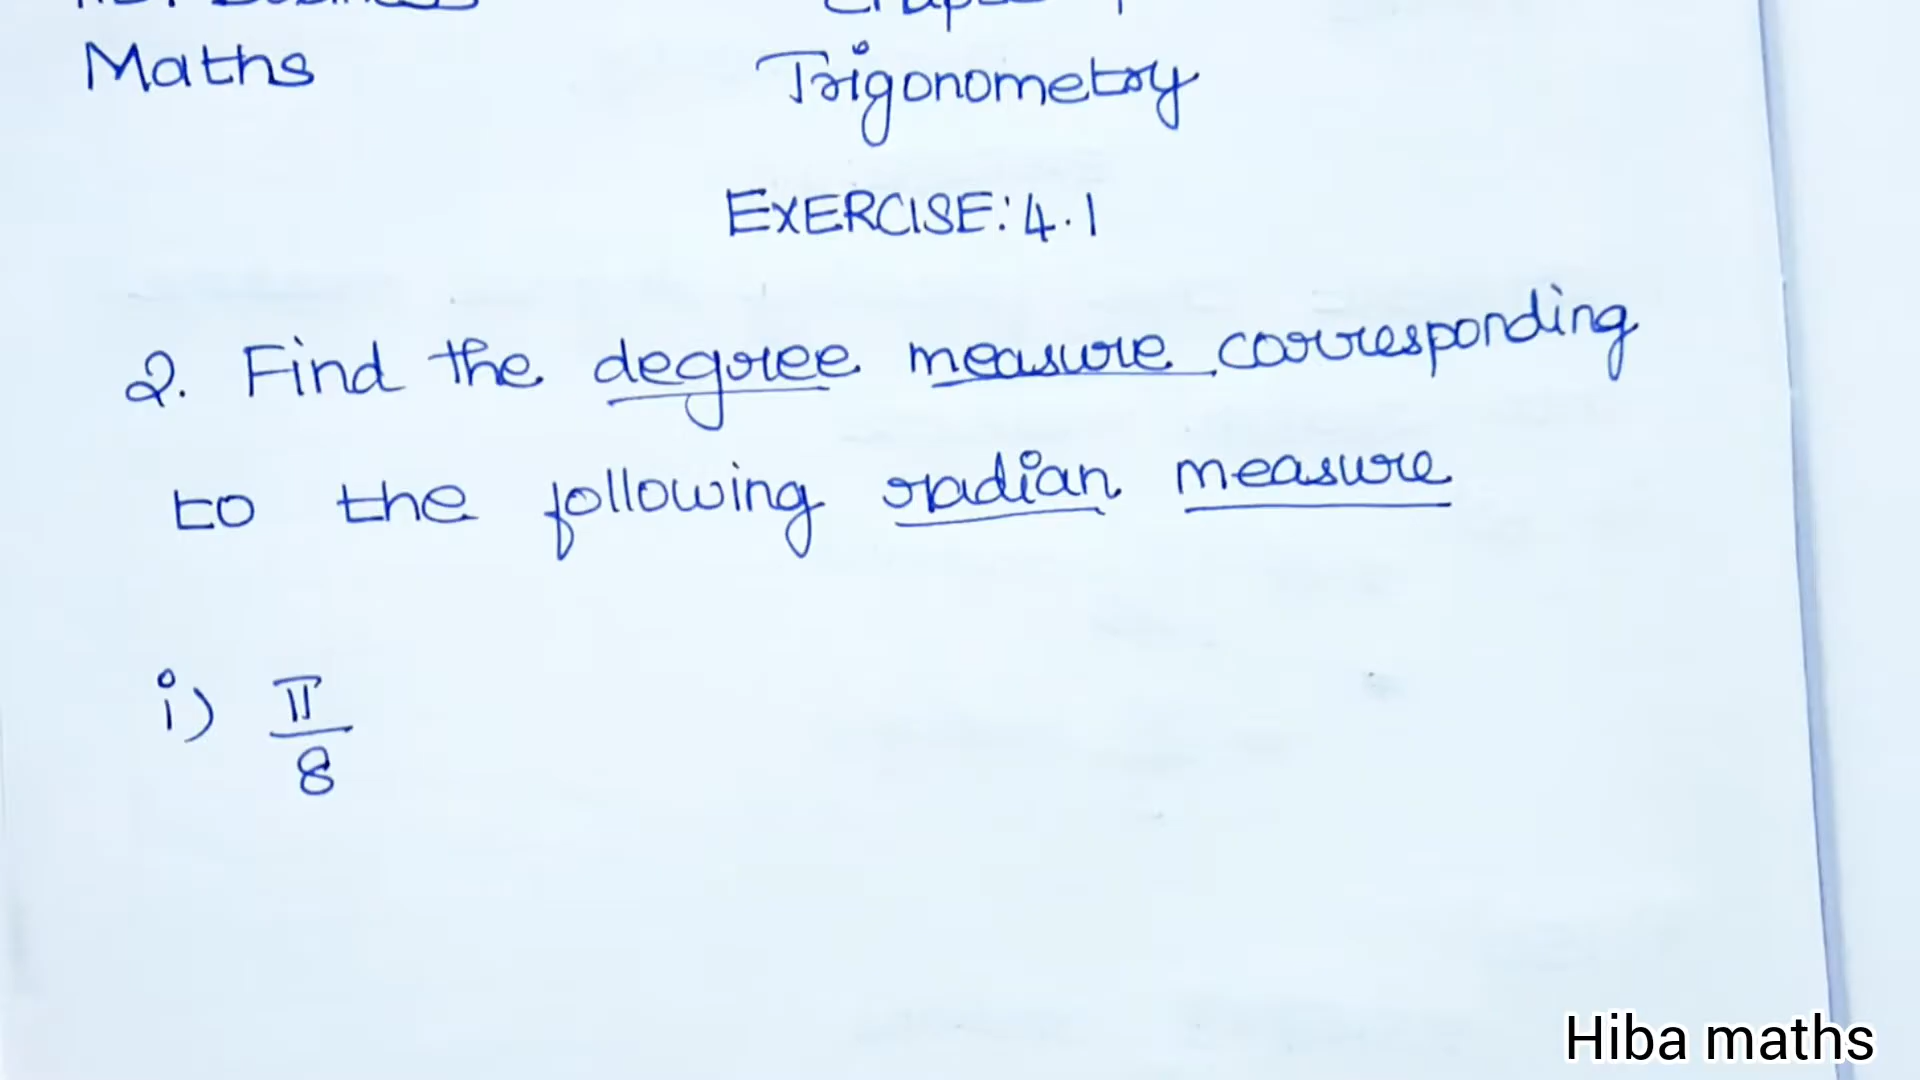 Maths
Trigonometry
EXERCISE: 4.1
2. Find the degree measure corresponding
to the following radian measure
i) π/8
Hiba maths